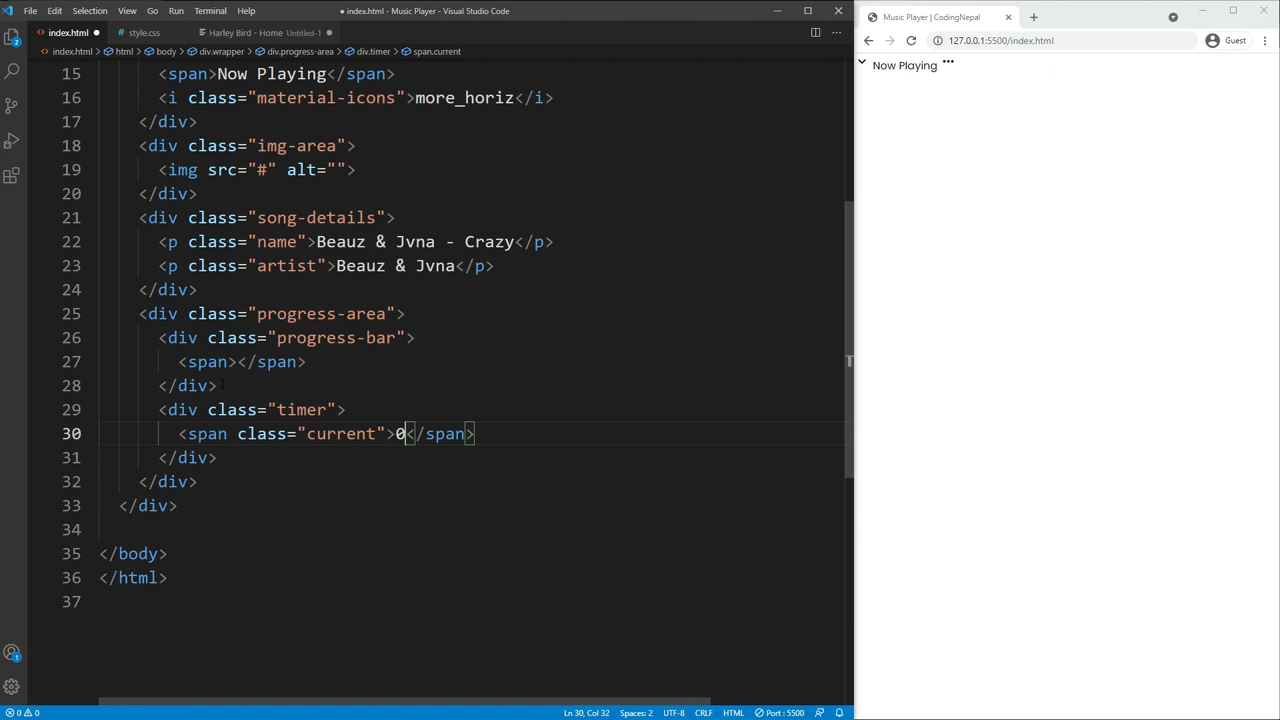 File Edit Selection View Go Run Terminal Help
● index.html - Music Player - Visual Studio Code
index.html
style.css
Harley Bird - Home Untitled-1
index.html > html > body > div.wrapper > div.progress-area > div.timer > span.current
15 <span>Now Playing</span>
16 <i class="material-icons">more_horiz</i>
17 </div>
18 <div class="img-area">
19 <img src="#" alt="">
20 </div>
21 <div class="song-details">
22 <p class="name">Beauz & Jvna - Crazy</p>
23 <p class="artist">Beauz & Jvna</p>
24 </div>
25 <div class="progress-area">
26 <div class="progress-bar">
27 <span></span>
28 </div>
29 <div class="timer">
30 <span class="current">0</span>
31 </div>
32 </div>
33 </div>
34
35 </body>
36 </html>
37
2
1
0 0
Ln 30, Col 32 Spaces: 2 UTF-8 CRLF HTML Port : 5500
Music Player | CodingNepal
127.0.0.1:5500/index.html
Guest
Now Playing